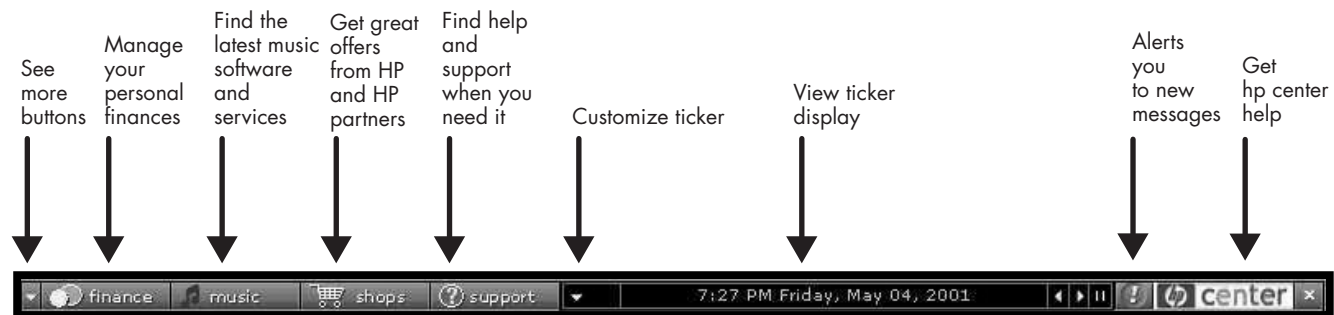 See
more
buttons
Manage
your
personal
finances
Find the
latest music
software
and
services
Get great
offers
from HP
and HP
partners
Find help
and
support
when you
need it
Customize ticker
View ticker
display
Alerts
you
to new
messages
Get
hp center
help
finance music shops ? support 7:27 PM Friday, May 04, 2001 ! hp center ×